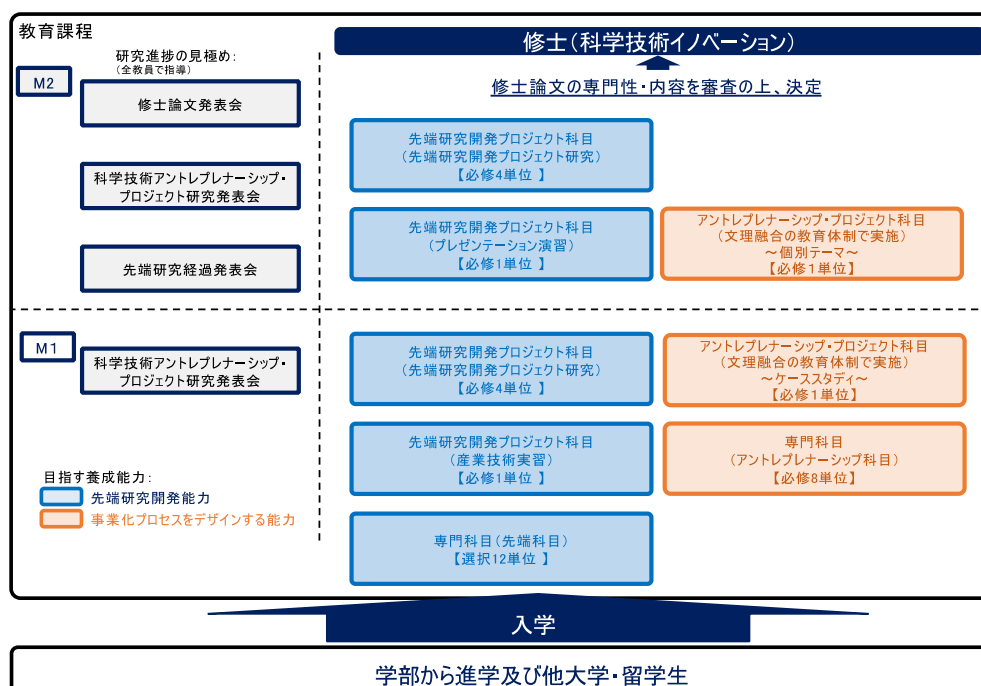 教育課程
修士(科学技術イノベーション)
修士論文の専門性・内容を審査の上、決定
研究進捗の見極め:
(全教員で指導)
M2
修士論文発表会
科学技術アントレプレナーシップ・
プロジェクト研究発表会
先端研究経過発表会
先端研究開発プロジェクト科目
(先端研究開発プロジェクト研究)
【必修4単位 】
先端研究開発プロジェクト科目
(プレゼンテーション演習)
【必修1単位 】
アントレプレナーシップ・プロジェクト科目
(文理融合の教育体制で実施)
~個別テーマ~
【必修1単位】
M1
科学技術アントレプレナーシップ・
プロジェクト研究発表会
先端研究開発プロジェクト科目
(先端研究開発プロジェクト研究)
【必修4単位 】
アントレプレナーシップ・プロジェクト科目
(文理融合の教育体制で実施)
~ケーススタディ~
【必修1単位】
先端研究開発プロジェクト科目
(産業技術実習)
【必修1単位 】
専門科目
(アントレプレナーシップ科目)
【必修8単位】
専門科目(先端科目)
【選択12単位 】
目指す養成能力:
先端研究開発能力
事業化プロセスをデザインする能力
入学
学部から進学及び他大学・留学生